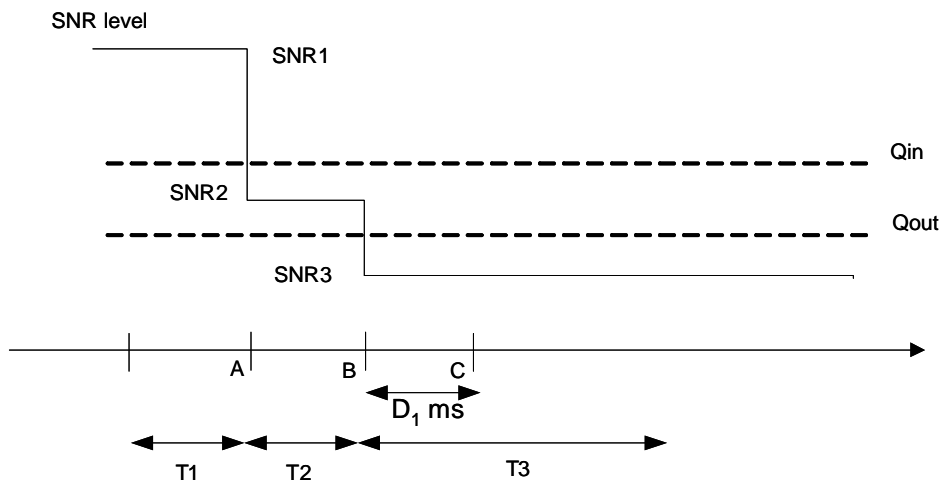 SNR level
SNR1
Qin
SNR2
Qout
SNR3
A
B
C
D₁ ms
T1
T2
T3